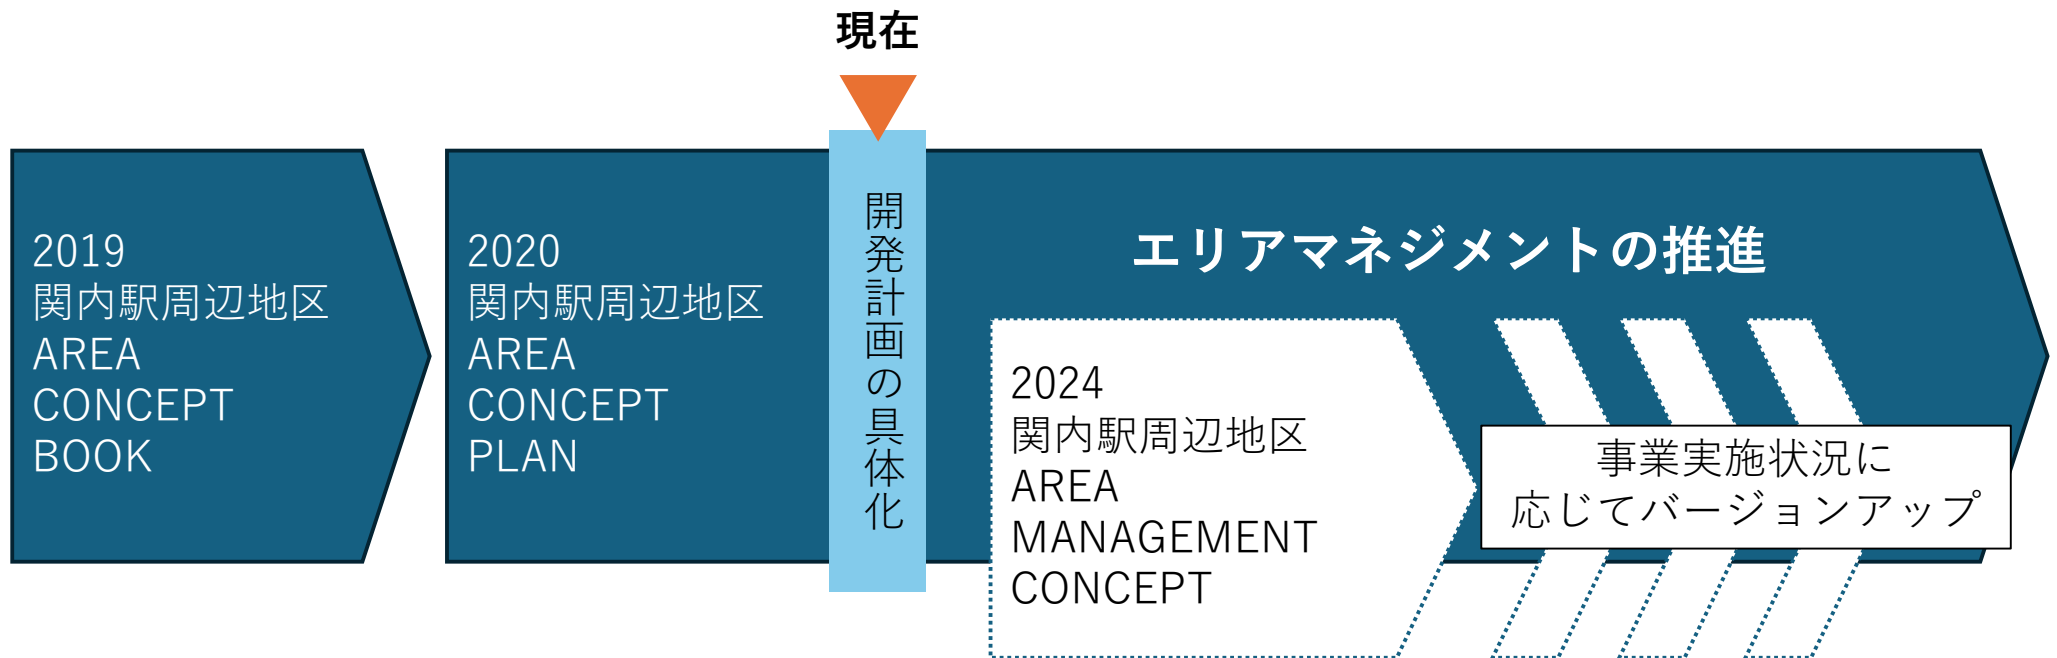 現在
2019
関内駅周辺地区
AREA
CONCEPT
BOOK
2020
関内駅周辺地区
AREA
CONCEPT
PLAN
開発計画の具体化
エリアマネジメントの推進
2024
関内駅周辺地区
AREA
MANAGEMENT
CONCEPT
事業実施状況に
応じてバージョンアップ